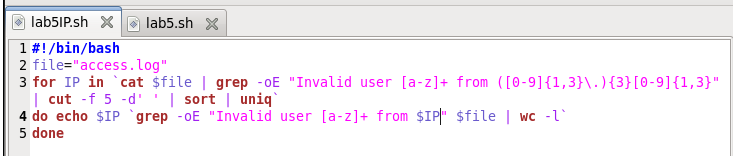 lab5IP.sh lab5.sh
1 #!/bin/bash
2 file="access.log"
3 for IP in `cat $file | grep -oE "Invalid user [a-z]+ from ([0-9]{1,3}\.){3}[0-9]{1,3}"
| cut -f 5 -d' ' | sort | uniq`
4 do echo $IP `grep -oE "Invalid user [a-z]+ from $IP" $file | wc -l`
5 done